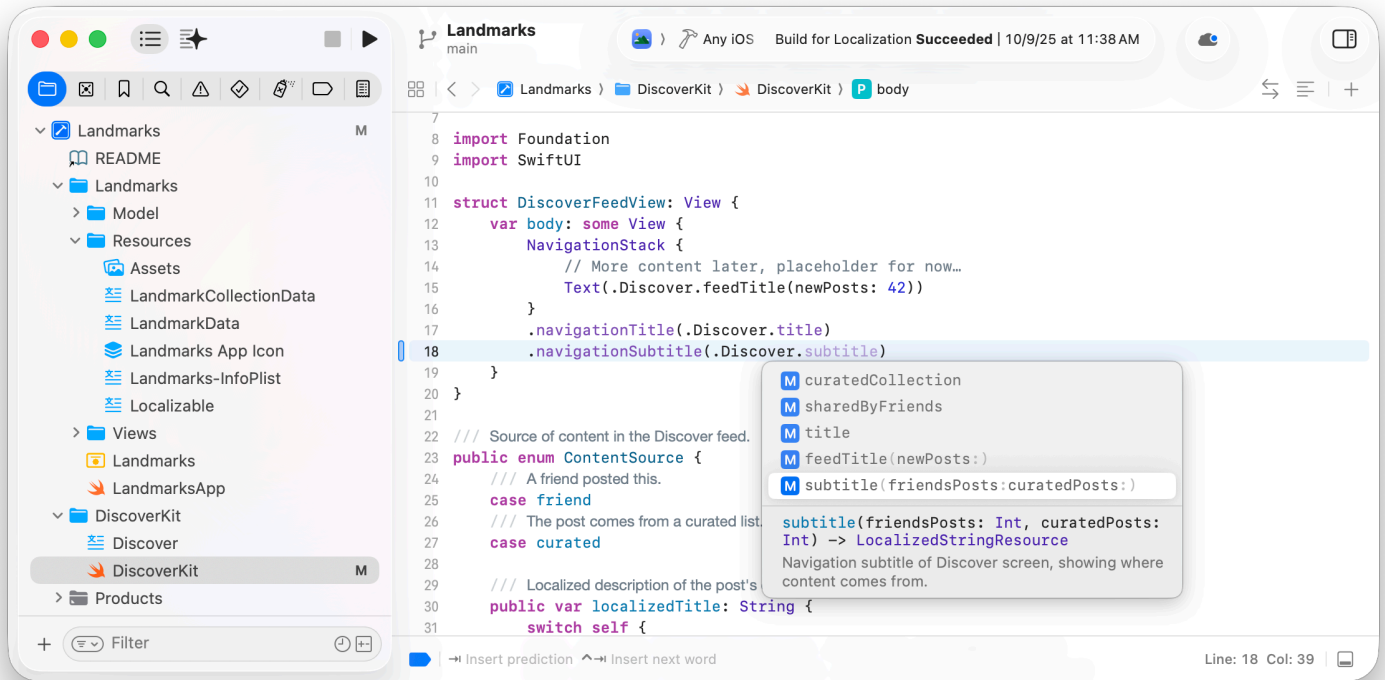 Landmarks
main
Any iOS
Build for Localization Succeeded | 10/9/25 at 11:38 AM
Landmarks
M
README
Landmarks
Model
Resources
Assets
LandmarkCollectionData
LandmarkData
Landmarks App Icon
Landmarks-InfoPlist
Localizable
Views
Landmarks
LandmarksApp
DiscoverKit
Discover
DiscoverKit
M
Products
Filter
Landmarks 〉 DiscoverKit 〉 DiscoverKit 〉 P body
7
8 import Foundation
9 import SwiftUI
10
11 struct DiscoverFeedView: View {
12 var body: some View {
13 NavigationStack {
14 // More content later, placeholder for now…
15 Text(.Discover.feedTitle(newPosts: 42))
16 }
17 .navigationTitle(.Discover.title)
18 .navigationSubtitle(.Discover.subtitle)
19 }
20 }
21
22 /// Source of content in the Discover feed.
23 public enum ContentSource {
24 /// A friend posted this.
25 case friend
26 /// The post comes from a curated list.
27 case curated
28
29 /// Localized description of the post's
30 public var localizedTitle: String {
31 switch self {
M curatedCollection
M sharedByFriends
M title
M feedTitle(newPosts:)
M subtitle(friendsPosts:curatedPosts:)
subtitle(friendsPosts: Int, curatedPosts:
Int) -> LocalizedStringResource
Navigation subtitle of Discover screen, showing where
content comes from.
Insert prediction
Insert next word
Line: 18 Col: 39